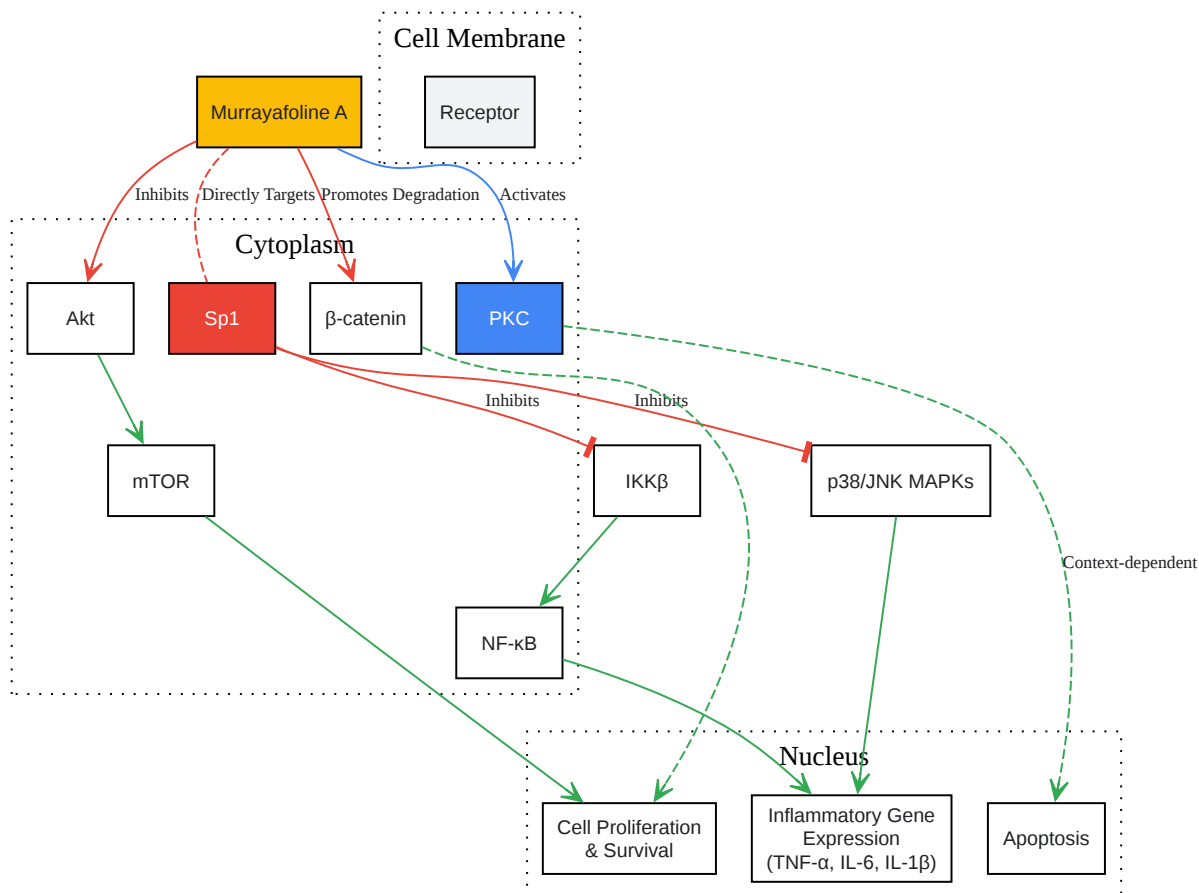 Cell Membrane
Murrayafoline A
Receptor
Inhibits
Directly Targets
Promotes Degradation
Activates
Cytoplasm
Akt
Sp1
β-catenin
PKC
Inhibits
Inhibits
mTOR
IKKβ
p38/JNK MAPKs
Context-dependent
NF-κB
Nucleus
Cell Proliferation
& Survival
Inflammatory Gene
Expression
(TNF-α, IL-6, IL-1β)
Apoptosis